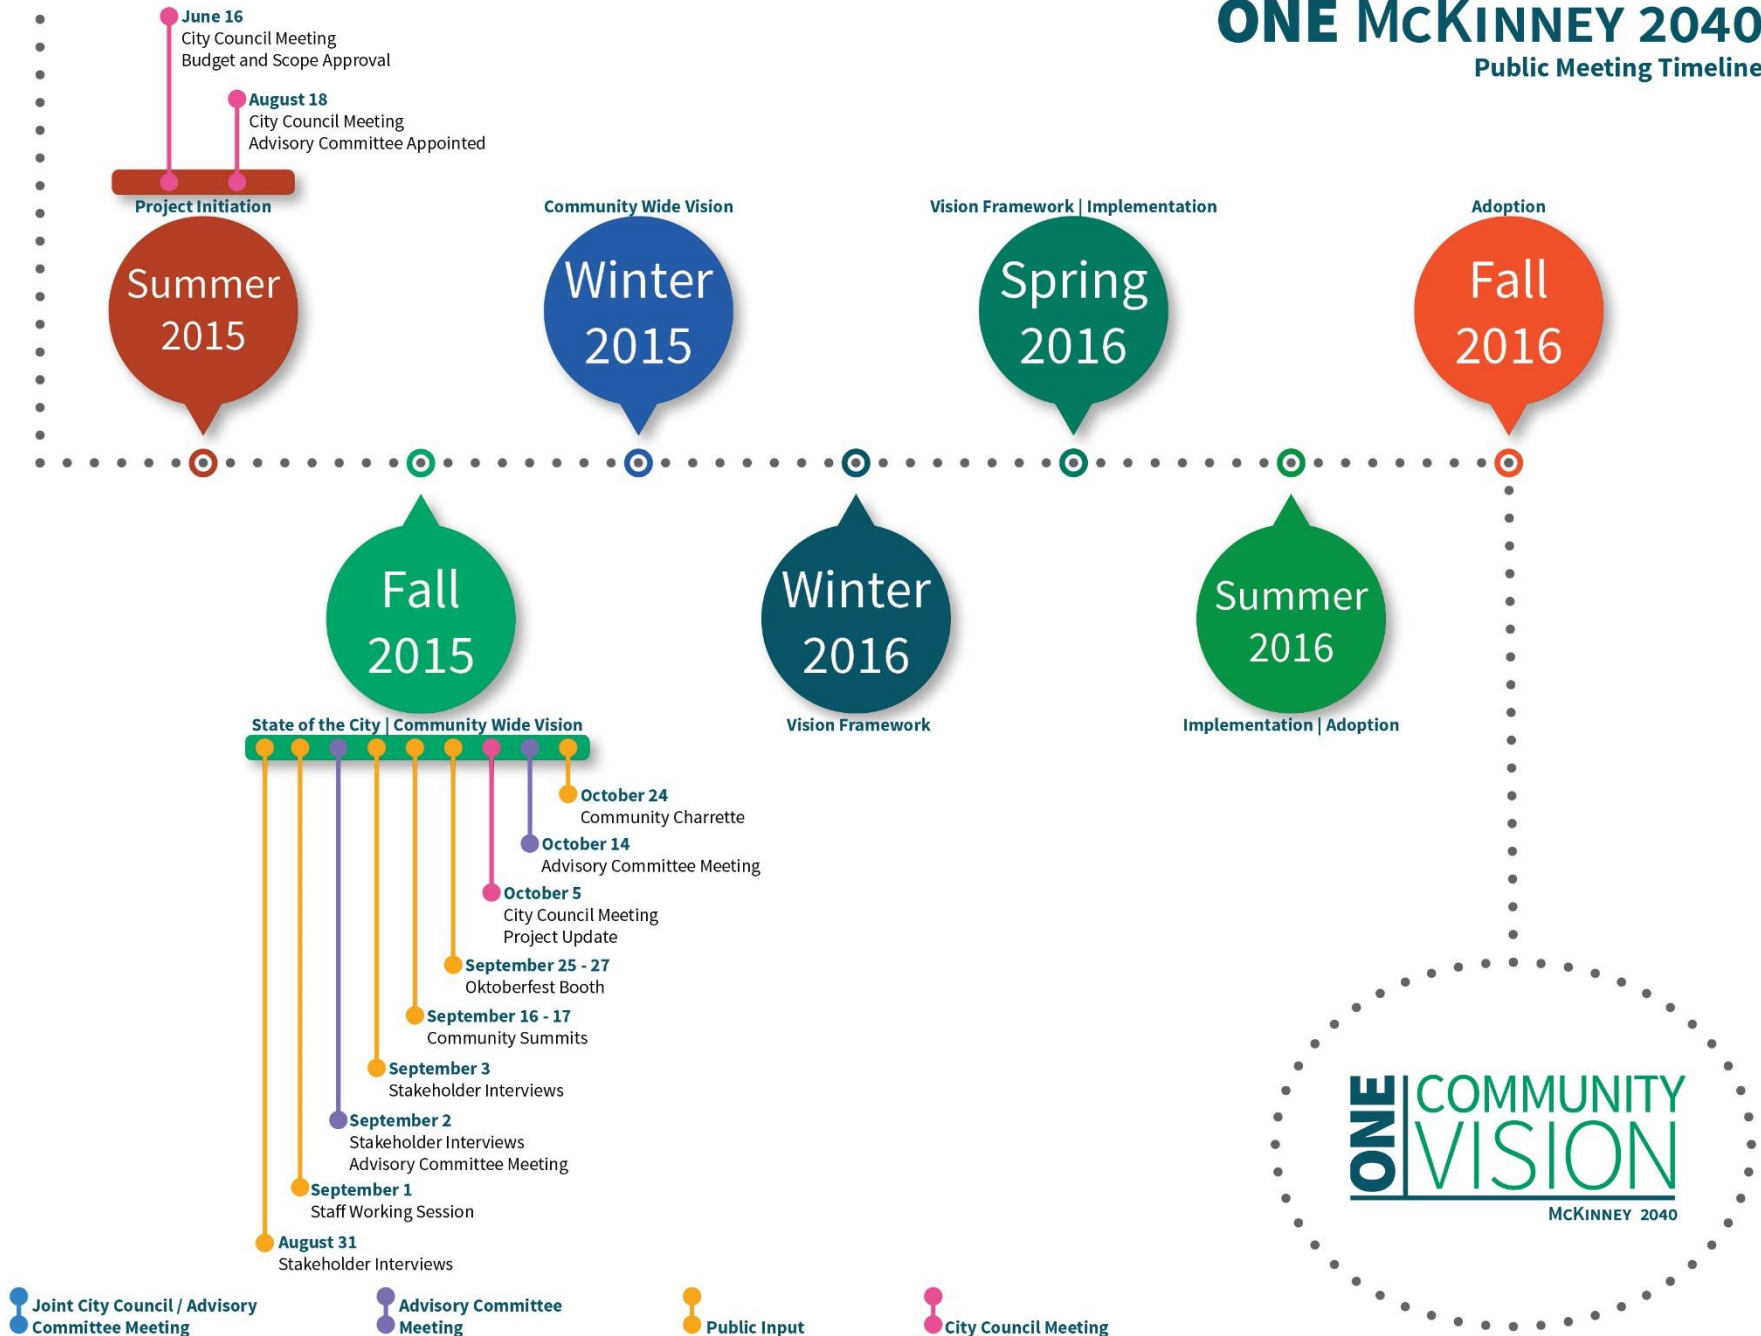 ONE MCKINNEY 2040
Public Meeting Timeline
June 16
City Council Meeting
Budget and Scope Approval
August 18
City Council Meeting
Advisory Committee Appointed
Project Initiation
Summer
2015
Community Wide Vision
Winter
2015
Vision Framework | Implementation
Spring
2016
Adoption
Fall
2016
Fall
2015
State of the City | Community Wide Vision
Winter
2016
Vision Framework
Summer
2016
Implementation | Adoption
October 24
Community Charrette
October 14
Advisory Committee Meeting
October 5
City Council Meeting
Project Update
September 25 - 27
Oktoberfest Booth
September 16 - 17
Community Summits
September 3
Stakeholder Interviews
September 2
Stakeholder Interviews
Advisory Committee Meeting
September 1
Staff Working Session
August 31
Stakeholder Interviews
ONE
COMMUNITY
VISION
MCKINNEY 2040
Joint City Council / Advisory
Committee Meeting
Advisory Committee
Meeting
Public Input
City Council Meeting